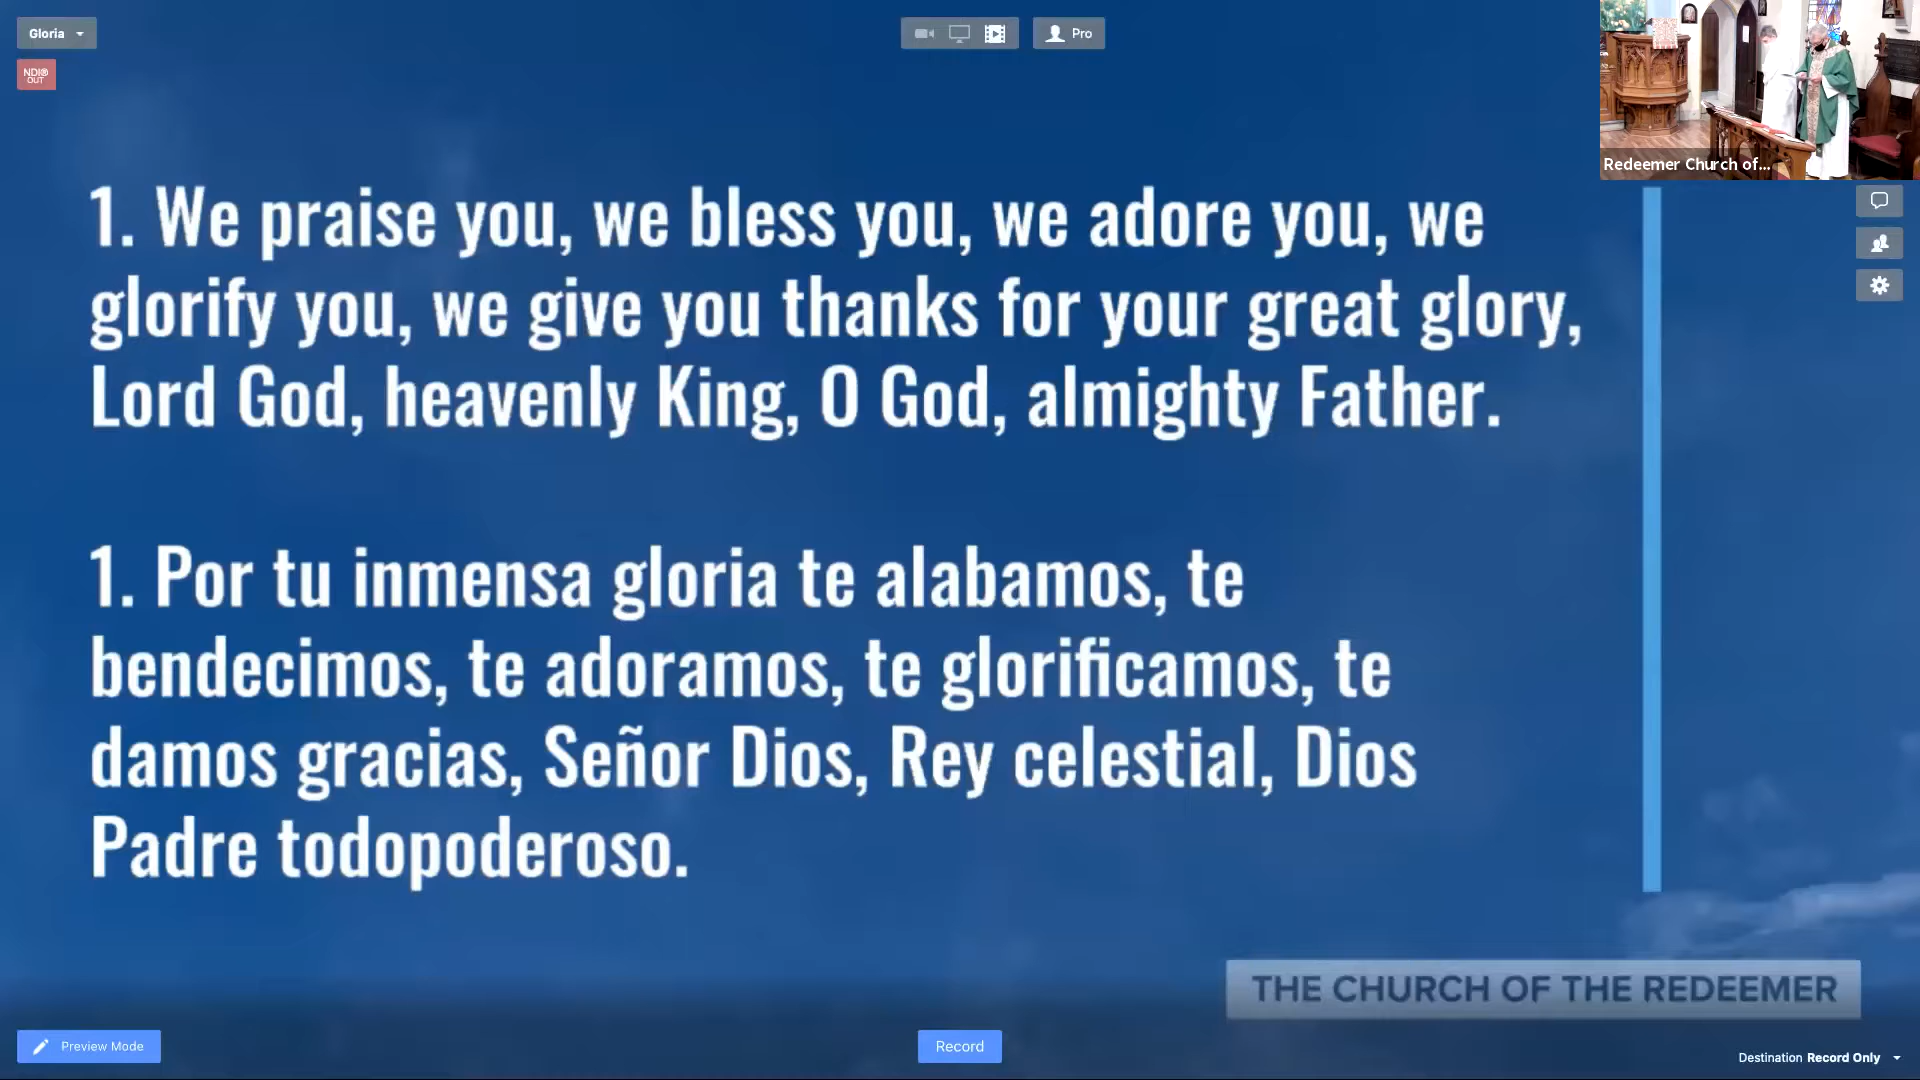 Gloria
NDI®
OUT
Pro
Redeemer Church of...
1. We praise you, we bless you, we adore you, we
glorify you, we give you thanks for your great glory,
Lord God, heavenly King, O God, almighty Father.
1. Por tu inmensa gloria te alabamos, te
bendecimos, te adoramos, te glorificamos, te
damos gracias, Señor Dios, Rey celestial, Dios
Padre todopoderoso.
THE CHURCH OF THE REDEEMER
Preview Mode
Record
Destination Record Only